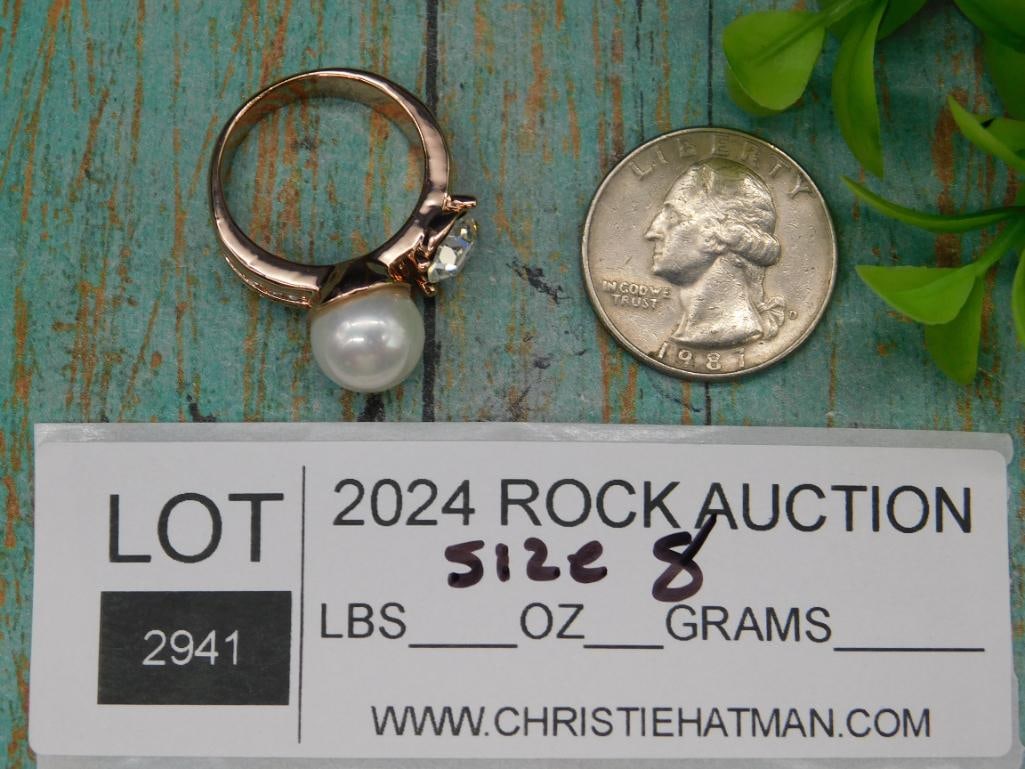 LIBERTY
IN GOD WE
TRUST
D
1987
LOT
2941
2024 ROCK AUCTION
size 8
LBS____OZ___GRAMS______
WWW.CHRISTIEHATMAN.COM